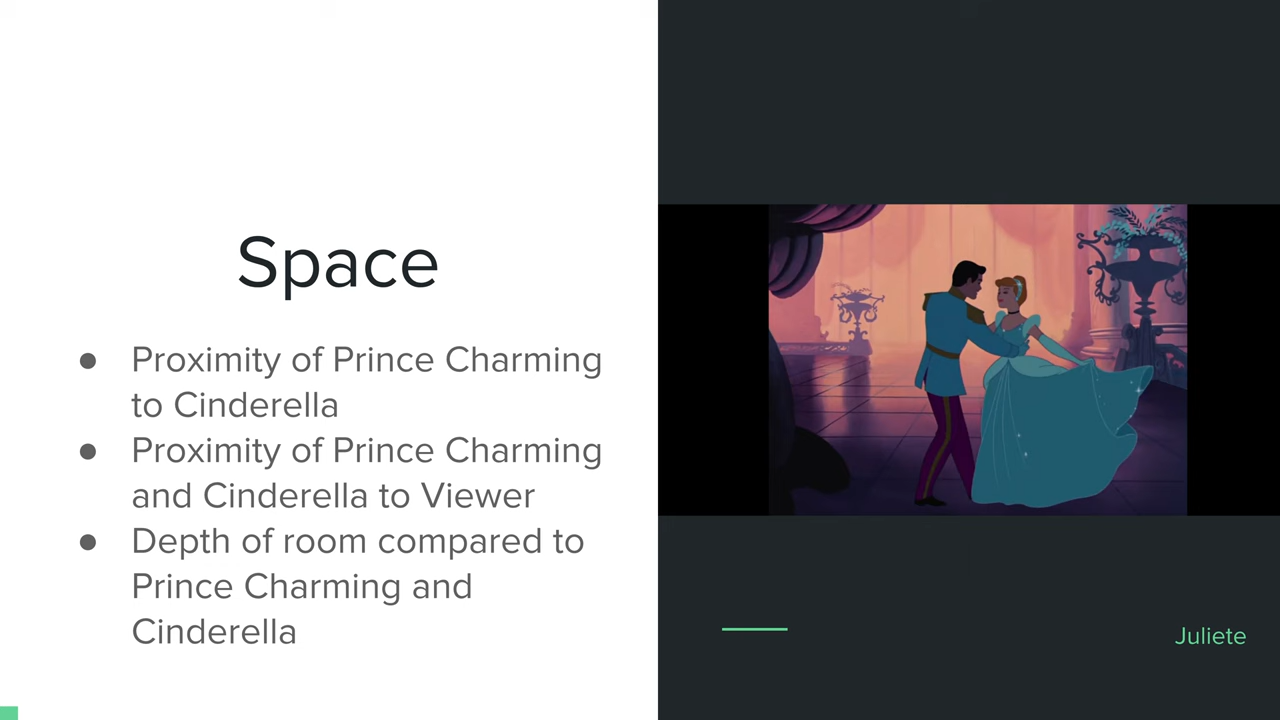 Space
● Proximity of Prince Charming
to Cinderella
● Proximity of Prince Charming
and Cinderella to Viewer
● Depth of room compared to
Prince Charming and
Cinderella
Juliete